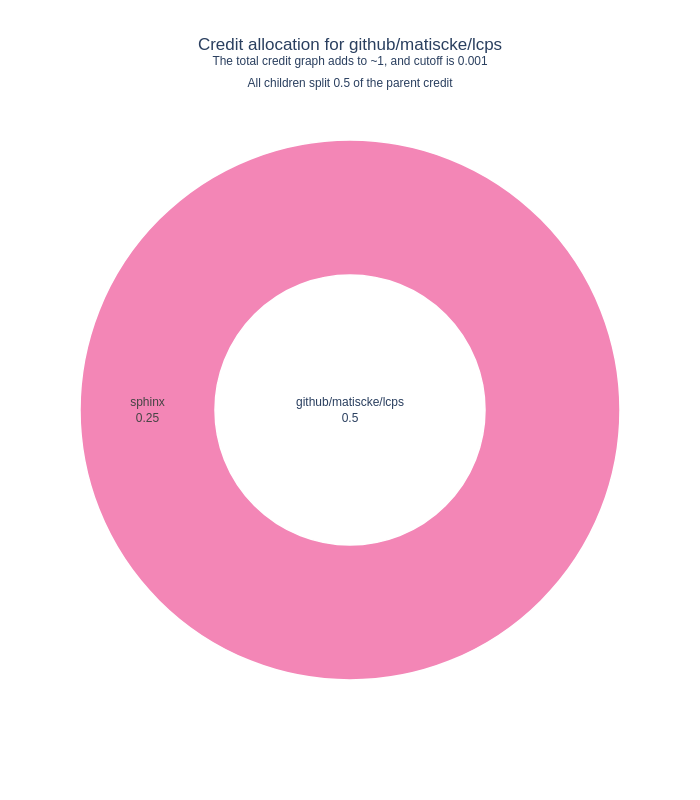 Credit allocation for github/matiscke/lcps
The total credit graph adds to ~1, and cutoff is 0.001
All children split 0.5 of the parent credit
sphinx
0.25
github/matiscke/lcps
0.5